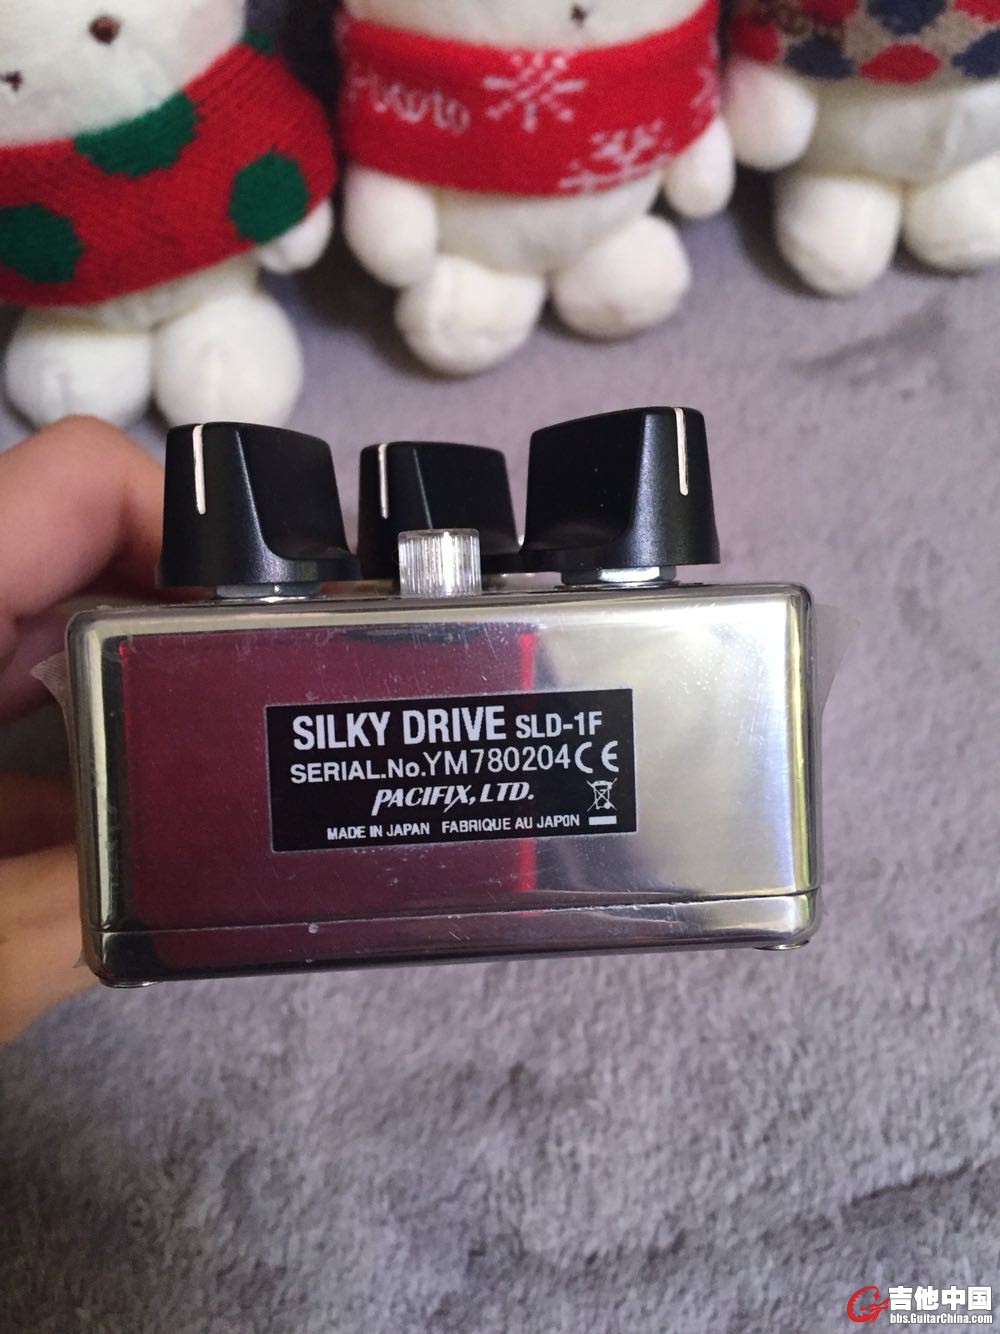 SILKY DRIVE SLD-1F
SERIAL.No.YM780204 CE
PACIFIX,LTD.
MADE IN JAPAN FABRIQUE AU JAPON
吉他中国
bbs.GuitarChina.com